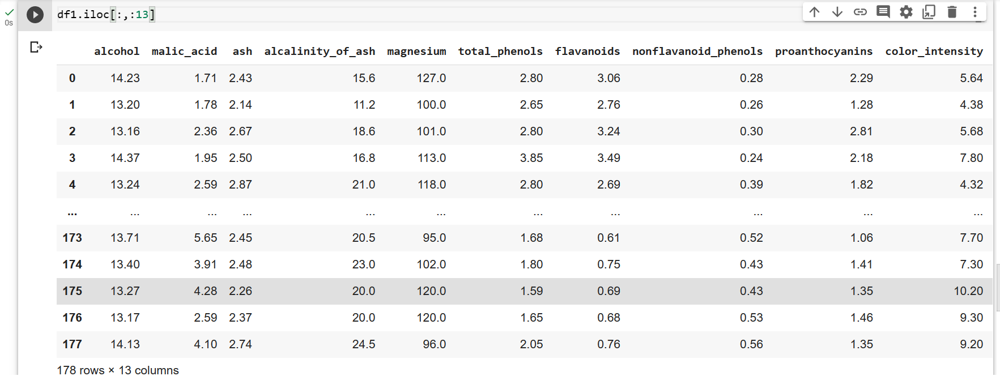 df1.iloc[:,:13]
0s
alcohol malic_acid ash alcalinity_of_ash magnesium total_phenols flavanoids nonflavanoid_phenols proanthocyanins color_intensity
0 14.23 1.71 2.43 15.6 127.0 2.80 3.06 0.28 2.29 5.64
1 13.20 1.78 2.14 11.2 100.0 2.65 2.76 0.26 1.28 4.38
2 13.16 2.36 2.67 18.6 101.0 2.80 3.24 0.30 2.81 5.68
3 14.37 1.95 2.50 16.8 113.0 3.85 3.49 0.24 2.18 7.80
4 13.24 2.59 2.87 21.0 118.0 2.80 2.69 0.39 1.82 4.32
... ... ... ... ... ... ... ... ... ... ...
173 13.71 5.65 2.45 20.5 95.0 1.68 0.61 0.52 1.06 7.70
174 13.40 3.91 2.48 23.0 102.0 1.80 0.75 0.43 1.41 7.30
175 13.27 4.28 2.26 20.0 120.0 1.59 0.69 0.43 1.35 10.20
176 13.17 2.59 2.37 20.0 120.0 1.65 0.68 0.53 1.46 9.30
177 14.13 4.10 2.74 24.5 96.0 2.05 0.76 0.56 1.35 9.20
178 rows × 13 columns